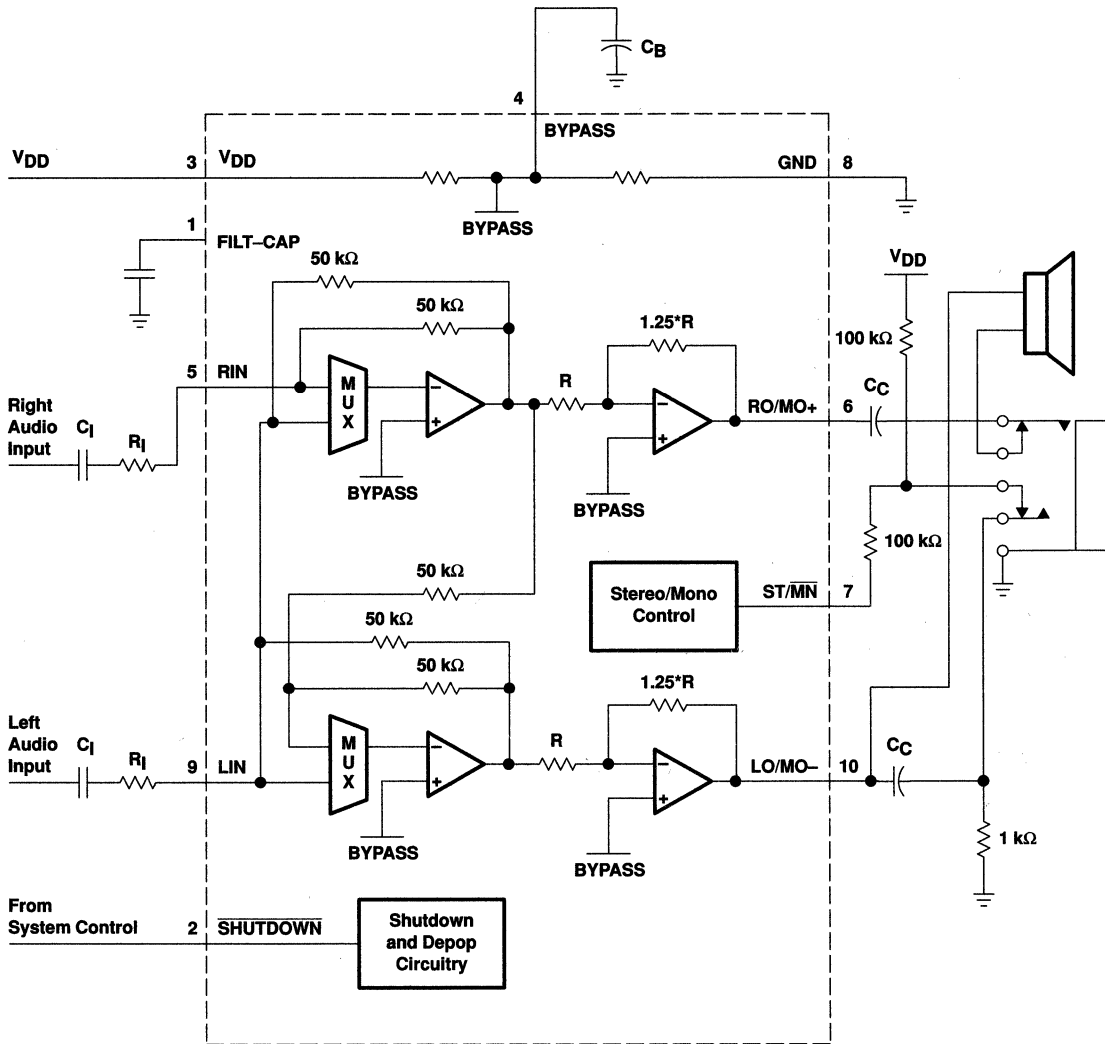 C_B
4
BYPASS
V_DD
3
V_DD
GND
8
BYPASS
1
FILT–CAP
50 kΩ
V_DD
50 kΩ
1.25*R
100 kΩ
5
RIN
MUX
–
+
R
–
+
RO/MO+
6
C_C
Right
Audio
Input
C_I
R_I
BYPASS
BYPASS
100 kΩ
50 kΩ
Stereo/Mono
Control
ST/M̅N̅
7
50 kΩ
50 kΩ
1.25*R
Left
Audio
Input
C_I
R_I
9
LIN
MUX
–
+
R
–
+
LO/MO–
10
C_C
BYPASS
BYPASS
1 kΩ
From
System Control
2
S̅H̅U̅T̅D̅O̅W̅N̅
Shutdown
and Depop
Circuitry